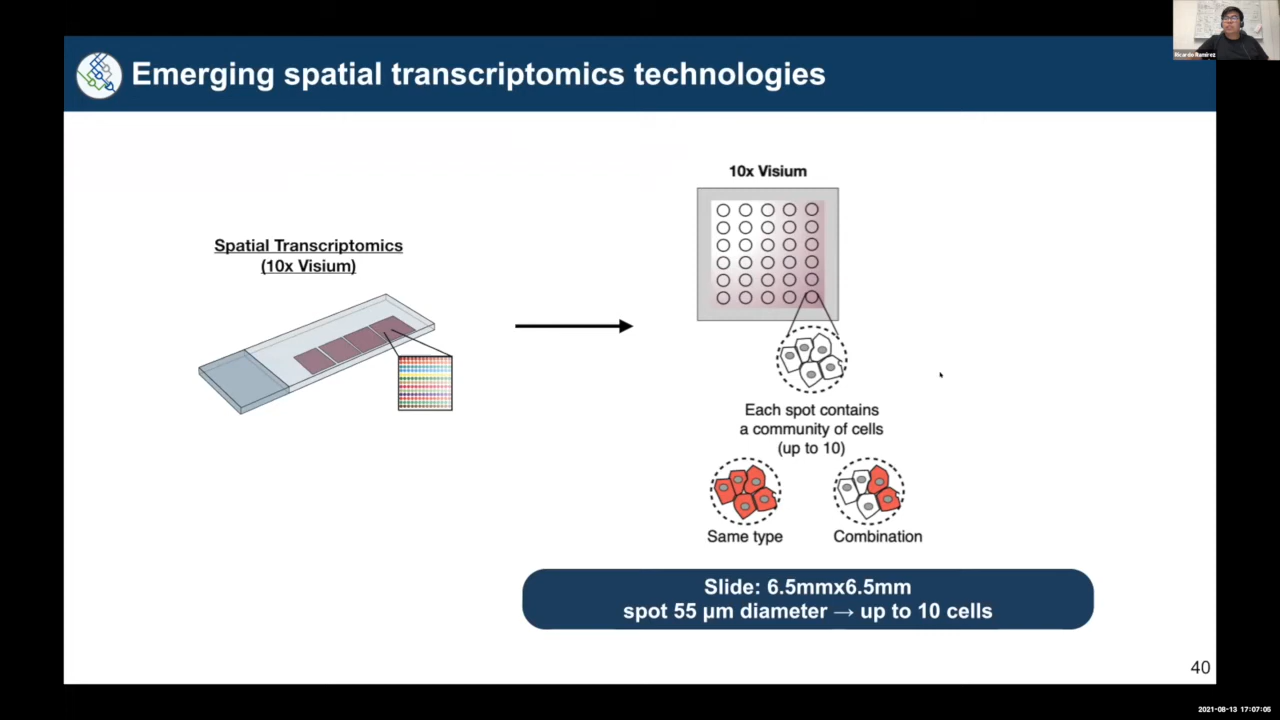 Ricardo Ramírez
Emerging spatial transcriptomics technologies
10x Visium
Spatial Transcriptomics
(10x Visium)
Each spot contains
a community of cells
(up to 10)
Same type
Combination
Slide: 6.5mmx6.5mm
spot 55 µm diameter → up to 10 cells
40
2021-08-13 17:07:05